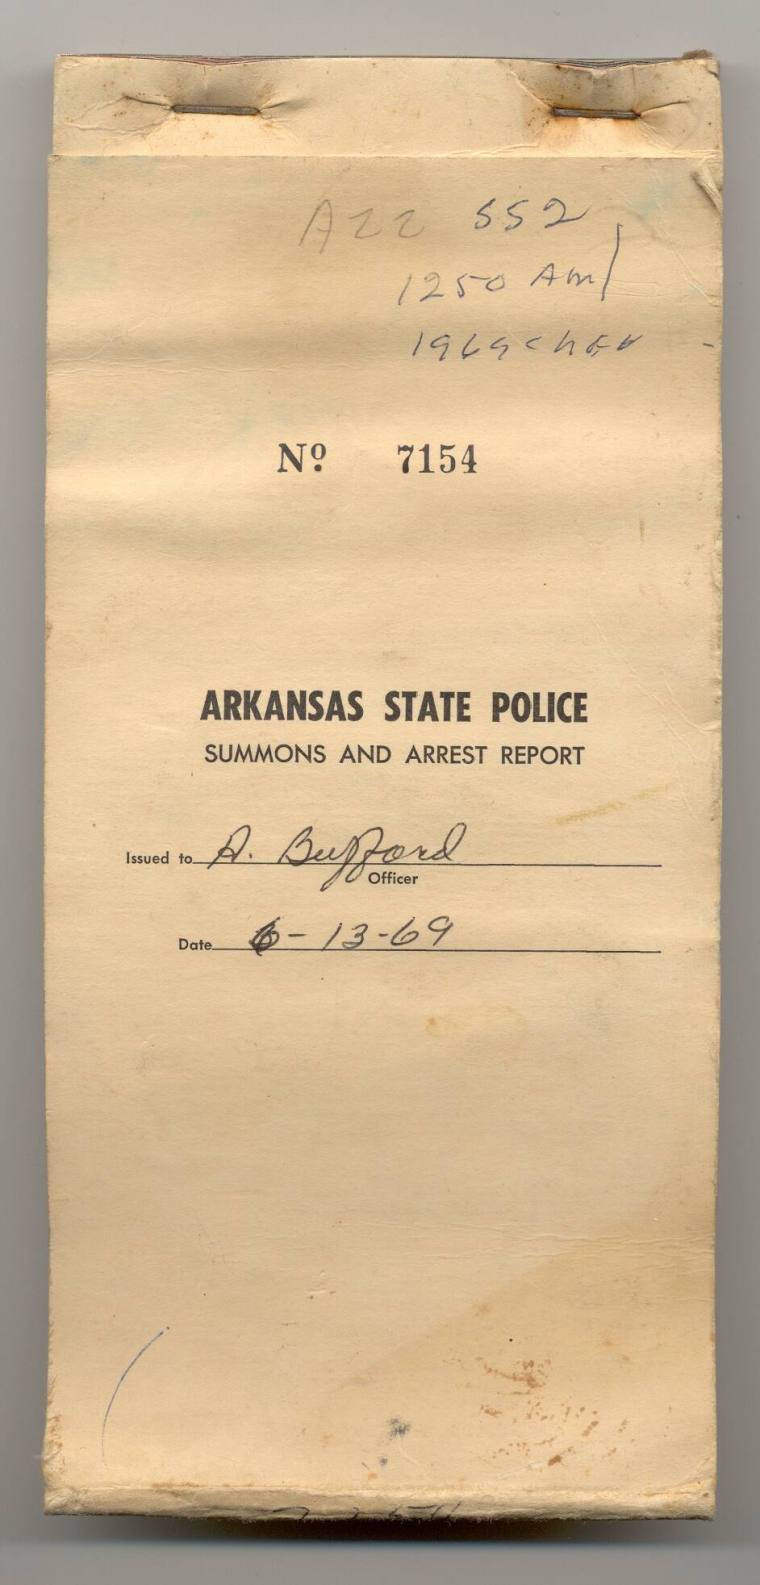 AZZ 552
1250 Am
1969 chev
Nº 7154
ARKANSAS STATE POLICE
SUMMONS AND ARREST REPORT
Issued to A. Bufford
Officer
Date 6-13-69